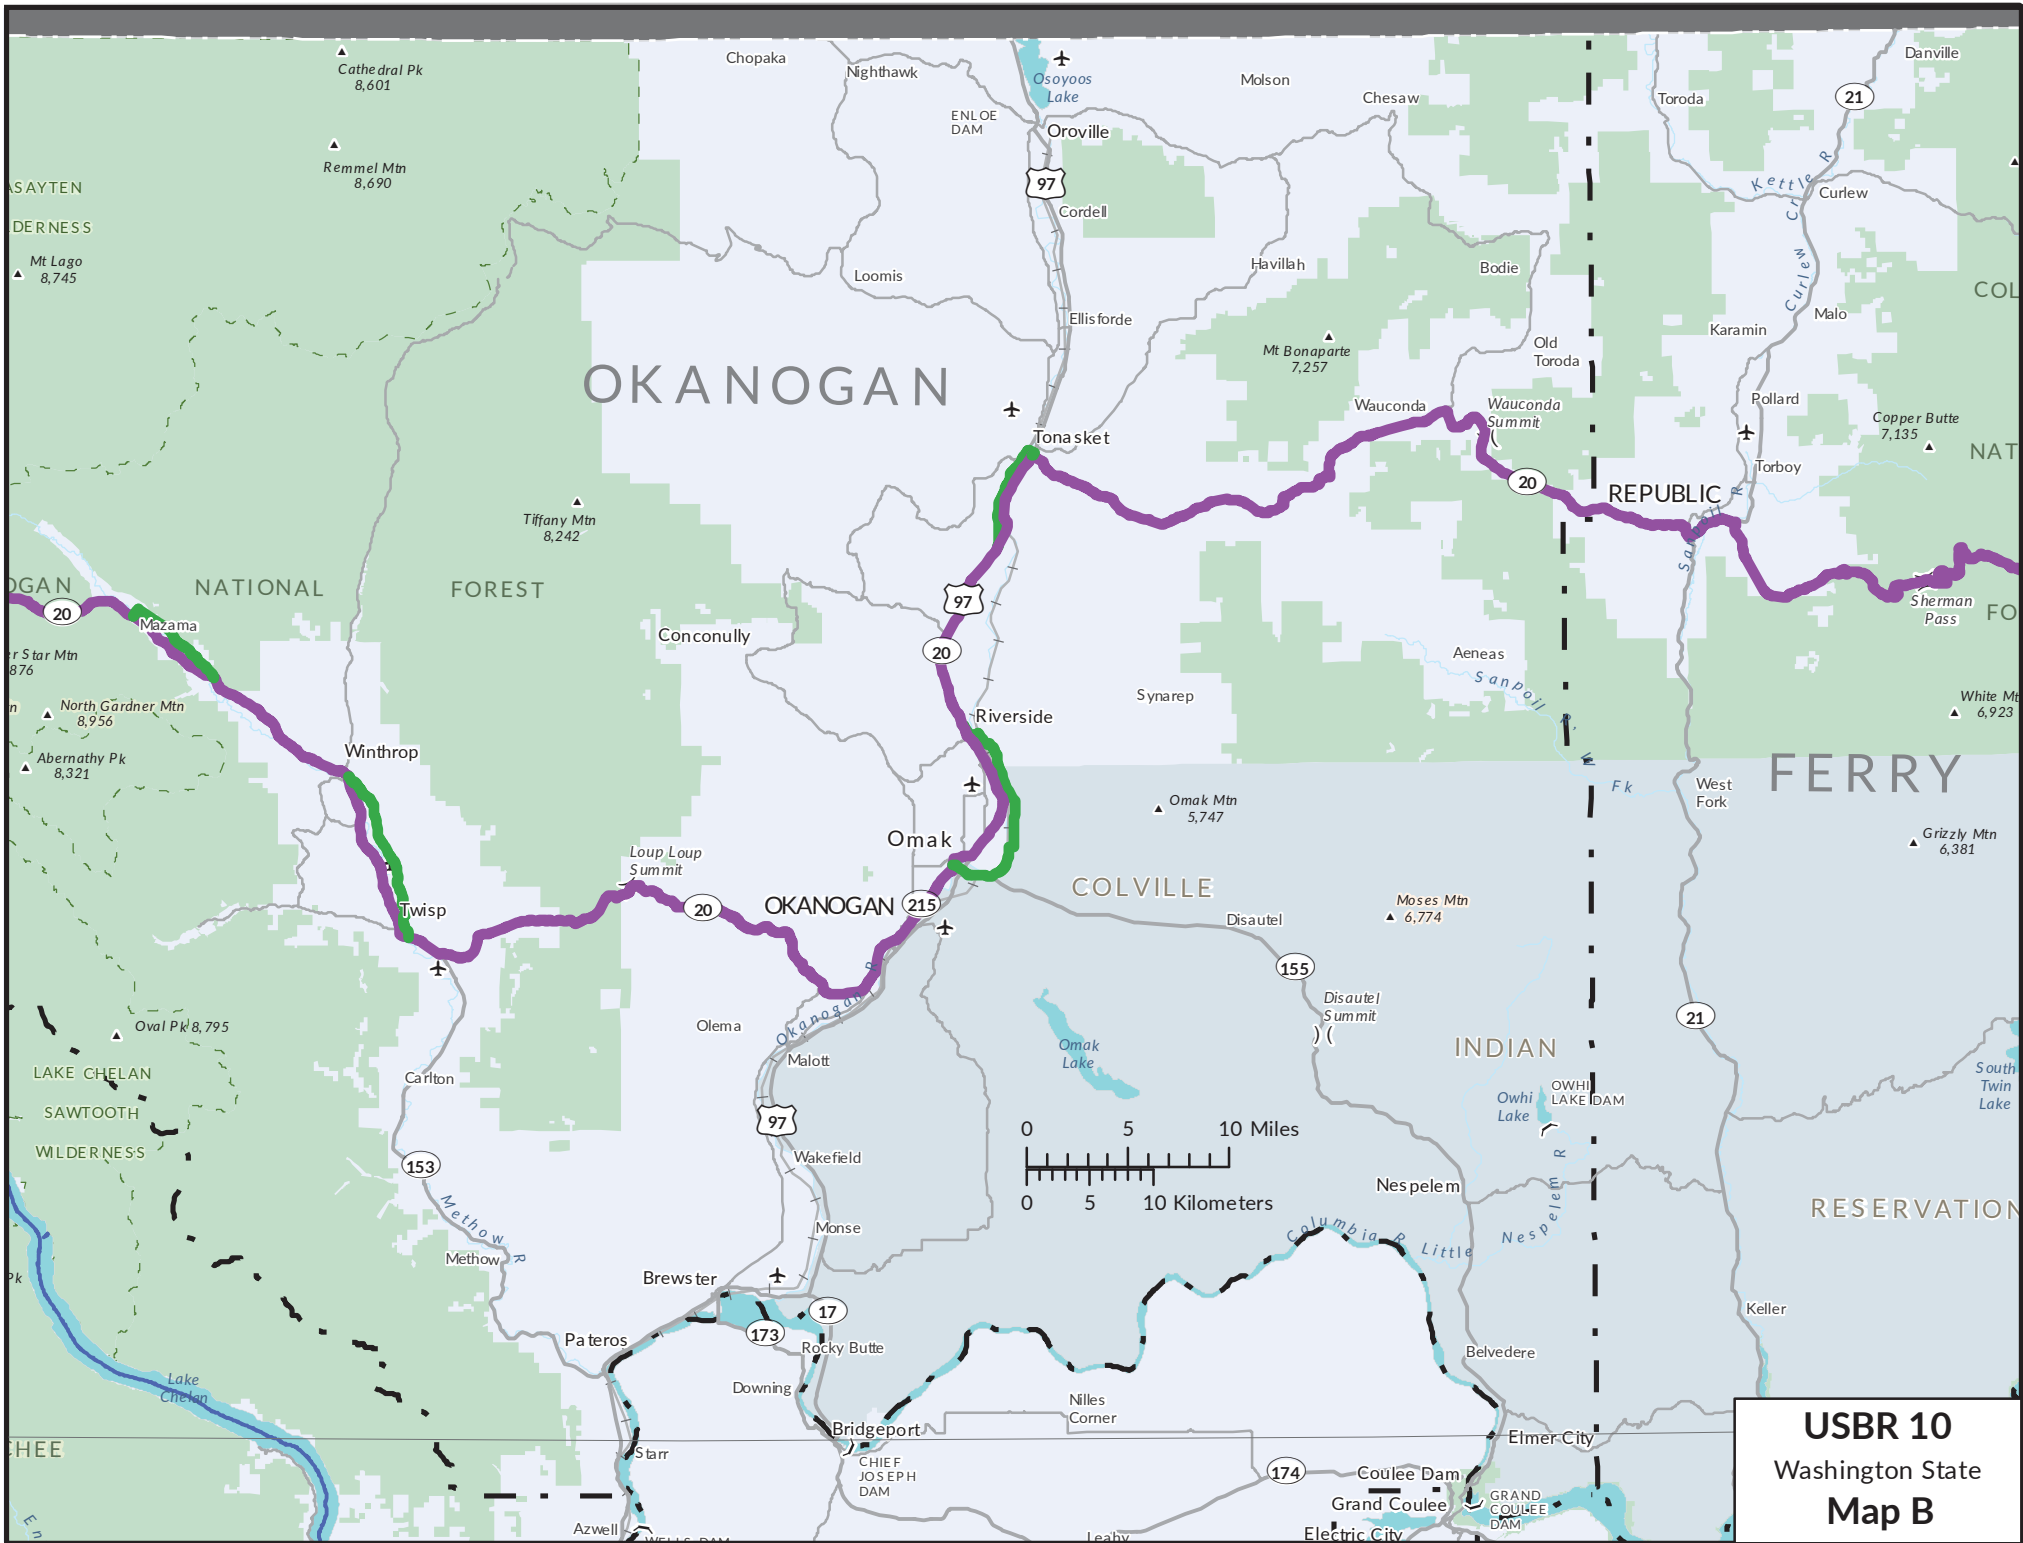 Cathedral Pk
8,601
Chopaka
Nighthawk
Osoyoos
Lake
Molson
Chesaw
Toroda
21
Danville
ENLOE
DAM
Oroville
Remmel Mtn
8,690
97
Kettle R
Curlew
ASAYTEN
DERNESS
Cordell
Curlew Cr
Mt Lago
8,745
Loomis
Havillah
Bodie
COL
Ellisforde
Malo
Karamin
Mt Bonaparte
7,257
Old
Toroda
OKANOGAN
Wauconda
Wauconda
Summit
Pollard
Copper Butte
7,135
Tonasket
NAT
Torboy
20
REPUBLIC
Sanpoil R
Tiffany Mtn
8,242
OGAN
NATIONAL
FOREST
20
97
Sherman
Pass
FO
Mazama
Conconully
20
er Star Mtn
876
Aeneas
Sanpoil R, W Fk
North Gardner Mtn
8,956
n
Synarep
White Mt
6,923
Riverside
Winthrop
Abernathy Pk
8,321
FERRY
West
Fork
Omak Mtn
5,747
Omak
Grizzly Mtn
6,381
Loup Loup
Summit
COLVILLE
Twisp
20
OKANOGAN
215
Disautel
Moses Mtn
6,774
155
Okanogan R
Disautel
Summit
21
Oval Pk 8,795
Olema
Malott
Omak
Lake
INDIAN
LAKE CHELAN
SAWTOOTH
WILDERNESS
Carlton
Owhi
Lake
OWHI
LAKE DAM
South
Twin
Lake
97
0 5 10 Miles
0 5 10 Kilometers
Wakefield
153
Nespelem
Methow R
Monse
RESERVATION
Columbia R
Little Nespelem R
Methow
Pk
Brewster
17
173
Keller
Pateros
Rocky Butte
Belvedere
Lake
Chelan
Downing
Nilles
Corner
Bridgeport
CHEE
Starr
CHIEF
JOSEPH
DAM
Elmer City
174
Coulee Dam
Grand Coulee
GRAND
COULEE
DAM
Azwell
WELLS DAM
Leahy
Electric City
En
USBR 10
Washington State
Map B